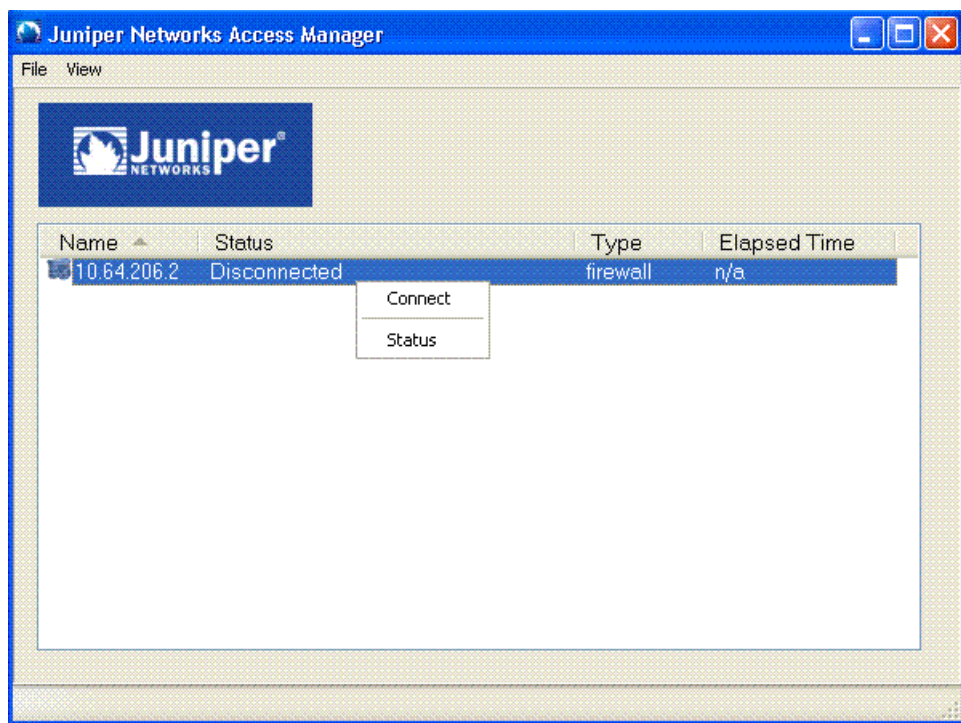 Juniper Networks Access Manager
File View
Juniper®
NETWORKS
Name Status Type Elapsed Time
10.64.206.2 Disconnected firewall n/a
Connect
Status